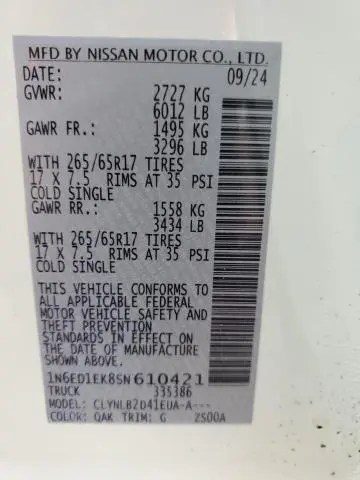 MFD BY NISSAN MOTOR CO., LTD.
DATE: 09/24
GVWR: 2727 KG
6012 LB
GAWR FR.: 1495 KG
3296 LB
WITH 265/65R17 TIRES
17 X 7.5 RIMS AT 35 PSI
COLD SINGLE
GAWR RR.: 1558 KG
3434 LB
WITH 265/65R17 TIRES
17 X 7.5 RIMS AT 35 PSI
COLD SINGLE
THIS VEHICLE CONFORMS TO
ALL APPLICABLE FEDERAL
MOTOR VEHICLE SAFETY AND
THEFT PREVENTION
STANDARDS IN EFFECT ON
THE DATE OF MANUFACTURE
SHOWN ABOVE.
1N6ED1EK8SN610421
TRUCK 335386
MODEL: CLYNLB2D41EUA-A---
COLOR: QAK TRIM: G 2S00A